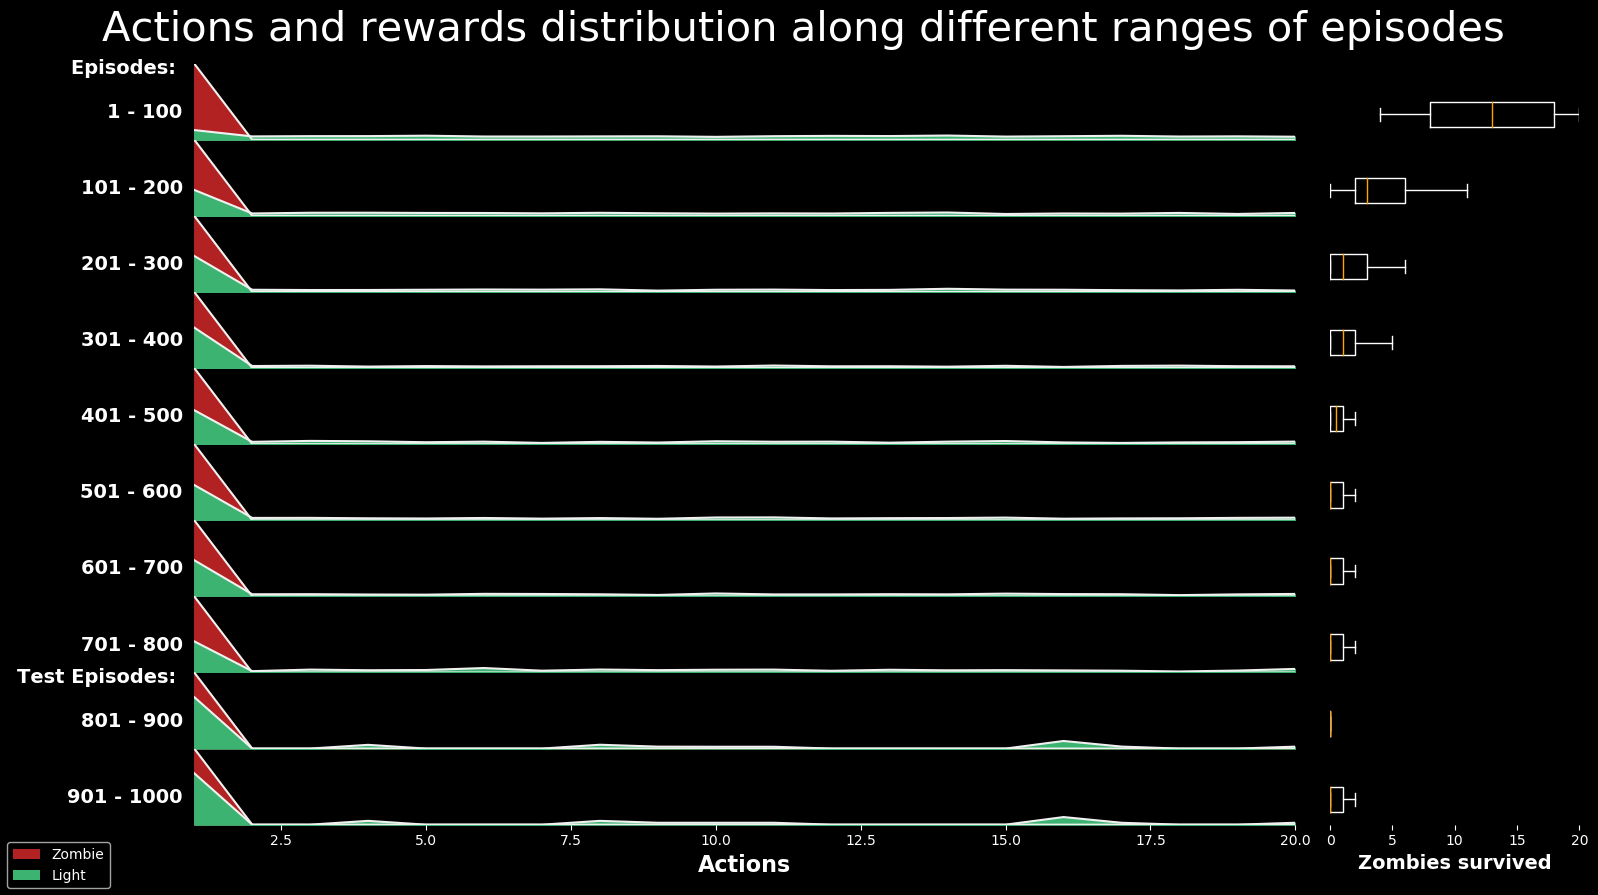 Actions and rewards distribution along different ranges of episodes
Episodes:
1 - 100
101 - 200
201 - 300
301 - 400
401 - 500
501 - 600
601 - 700
701 - 800
Test Episodes:
801 - 900
901 - 1000
2.5 5.0 7.5 10.0 12.5 15.0 17.5 20.0
Actions
0 5 10 15 20
Zombies survived
Zombie
Light